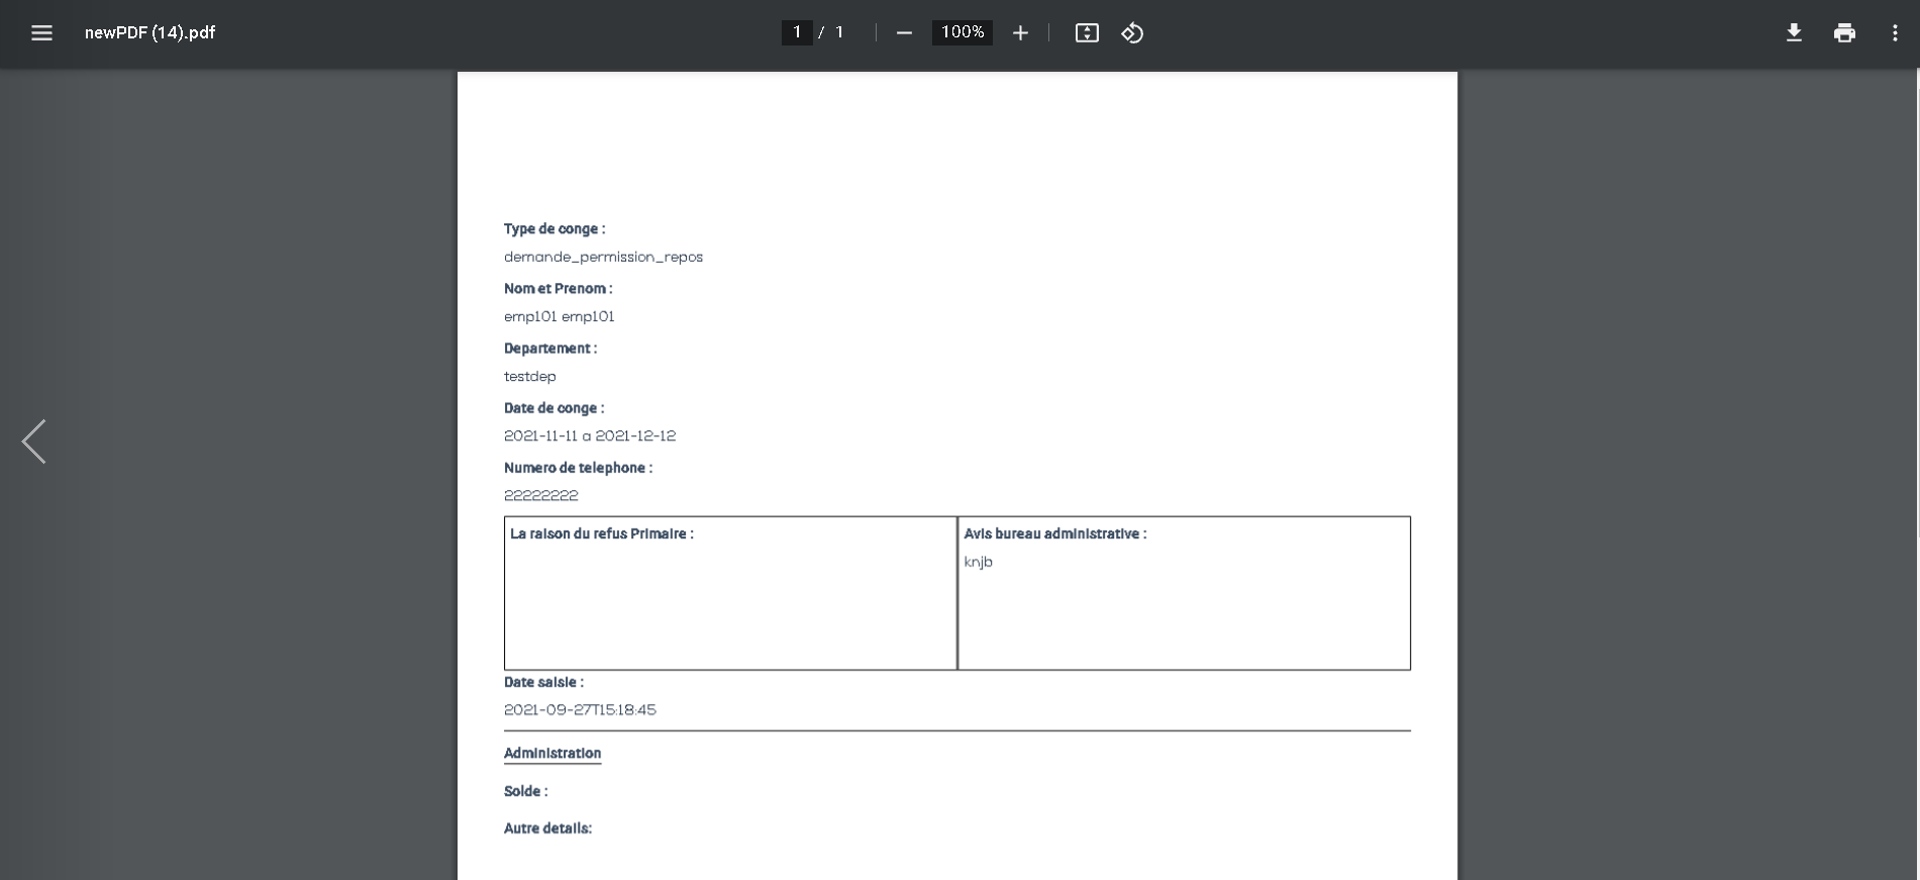 newPDF (14).pdf
1 / 1
100%
Type de conge :
demande_permission_repos
Nom et Prenom :
emp101 emp101
Departement :
testdep
Date de conge :
2021-11-11 a 2021-12-12
Numero de telephone :
22222222
La raison du refus Primaire :
Avis bureau administrative :
knjb
Date saisie :
2021-09-27T15:18:45
Administration
Solde :
Autre details: